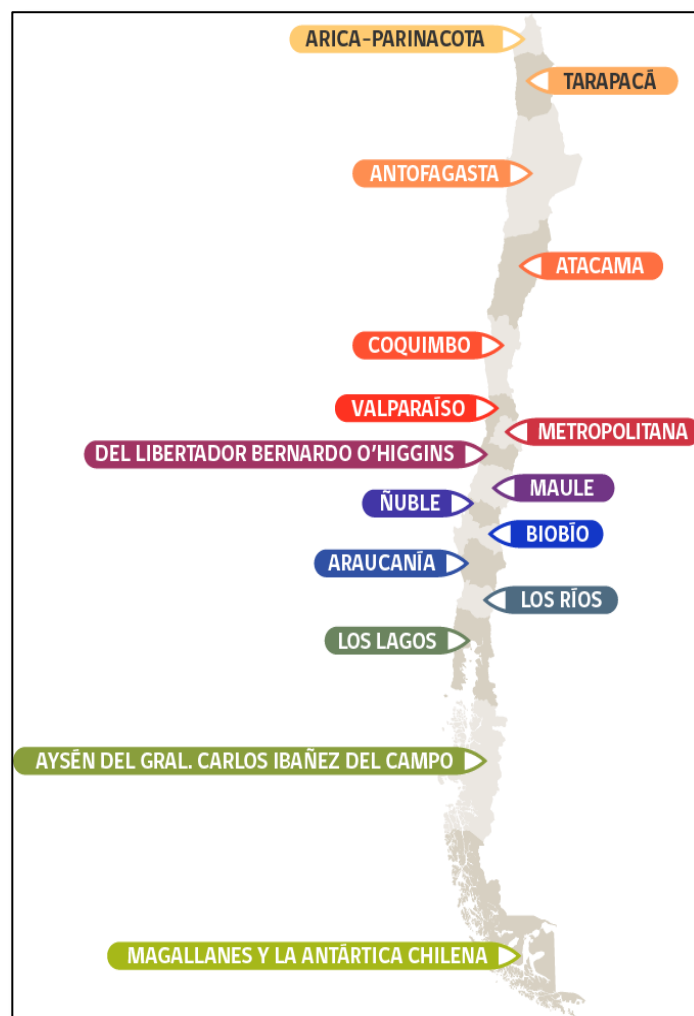 ARICA-PARINACOTA
TARAPACÁ
ANTOFAGASTA
ATACAMA
COQUIMBO
VALPARAÍSO
METROPOLITANA
DEL LIBERTADOR BERNARDO O'HIGGINS
MAULE
ÑUBLE
BIOBÍO
ARAUCANÍA
LOS RÍOS
LOS LAGOS
AYSÉN DEL GRAL. CARLOS IBAÑEZ DEL CAMPO
MAGALLANES Y LA ANTÁRTICA CHILENA